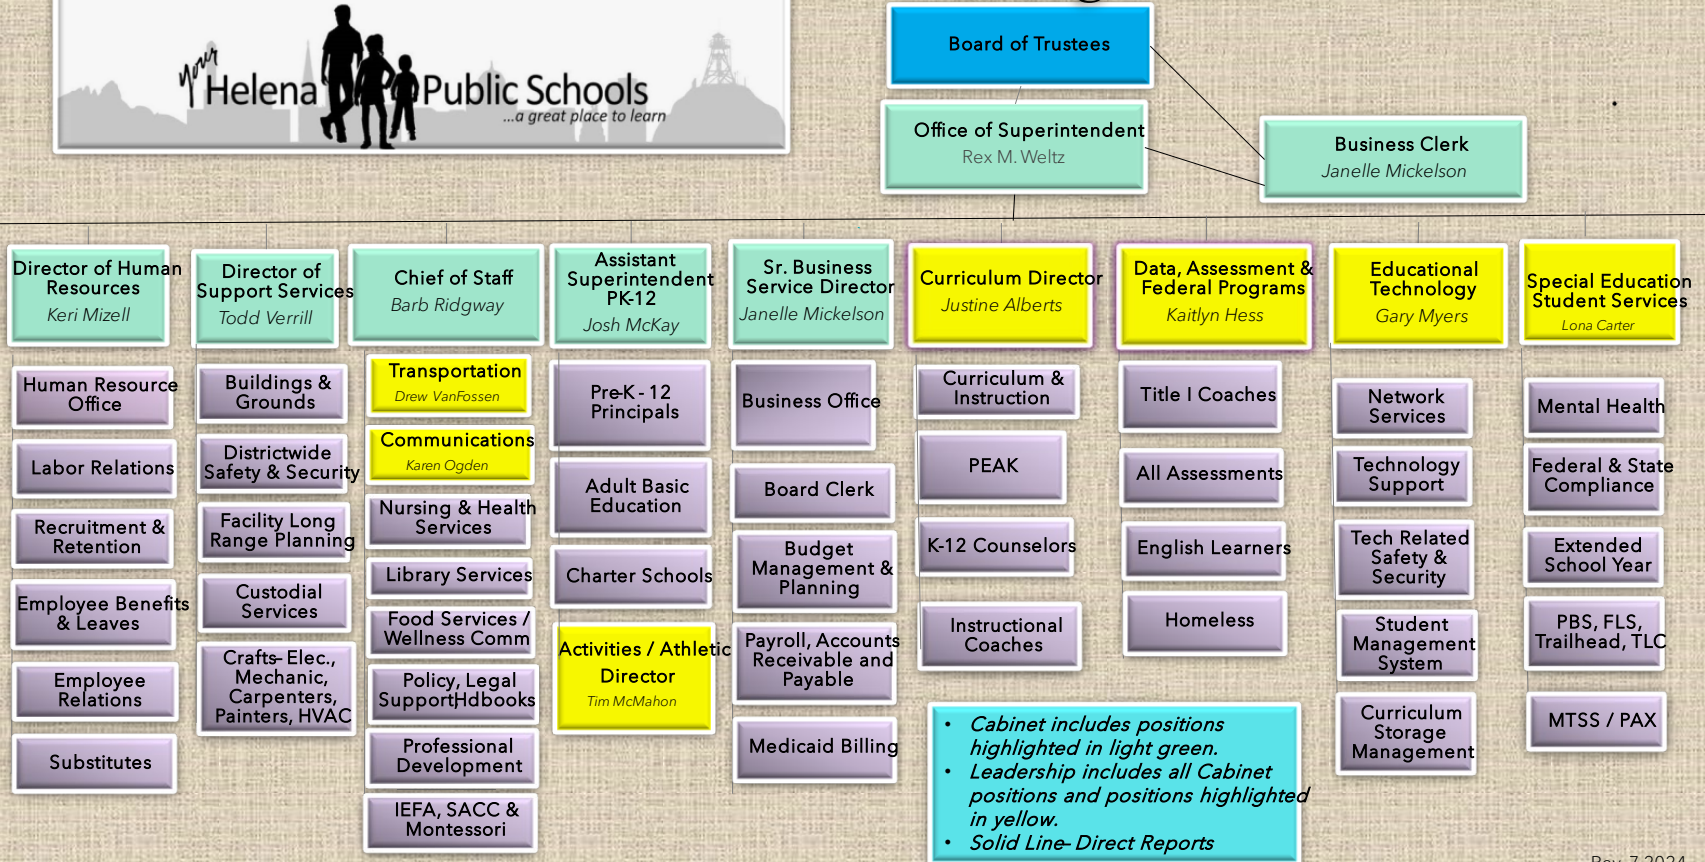 your
Helena Public Schools
...a great place to learn
Board of Trustees
Office of Superintendent
Rex M. Weltz
Business Clerk
Janelle Mickelson
Director of Human
Resources
Keri Mizell
Human Resource
Office
Labor Relations
Recruitment &
Retention
Employee Benefits
& Leaves
Employee
Relations
Substitutes
Director of
Support Services
Todd Verrill
Buildings &
Grounds
Districtwide
Safety & Security
Facility Long
Range Planning
Custodial
Services
Crafts– Elec.,
Mechanic,
Carpenters,
Painters, HVAC
Chief of Staff
Barb Ridgway
Transportation
Drew VanFossen
Communications
Karen Ogden
Nursing & Health
Services
Library Services
Food Services /
Wellness Comm
Policy, Legal
Support,Hdbooks
Professional
Development
IEFA, SACC &
Montessori
Assistant
Superintendent
PK-12
Josh McKay
Pre-K - 12
Principals
Adult Basic
Education
Charter Schools
Activities / Athletic
Director
Tim McMahon
Sr. Business
Service Director
Janelle Mickelson
Business Office
Board Clerk
Budget
Management &
Planning
Payroll, Accounts
Receivable and
Payable
Medicaid Billing
Curriculum Director
Justine Alberts
Curriculum &
Instruction
PEAK
K-12 Counselors
Instructional
Coaches
Data, Assessment &
Federal Programs
Kaitlyn Hess
Title I Coaches
All Assessments
English Learners
Homeless
Educational
Technology
Gary Myers
Network
Services
Technology
Support
Tech Related
Safety &
Security
Student
Management
System
Curriculum
Storage
Management
Special Education
Student Services
Lona Carter
Mental Health
Federal & State
Compliance
Extended
School Year
PBS, FLS,
Trailhead, TLC
MTSS / PAX
• Cabinet includes positions
highlighted in light green.
• Leadership includes all Cabinet
positions and positions highlighted
in yellow.
• Solid Line– Direct Reports
Rev. 7.2024